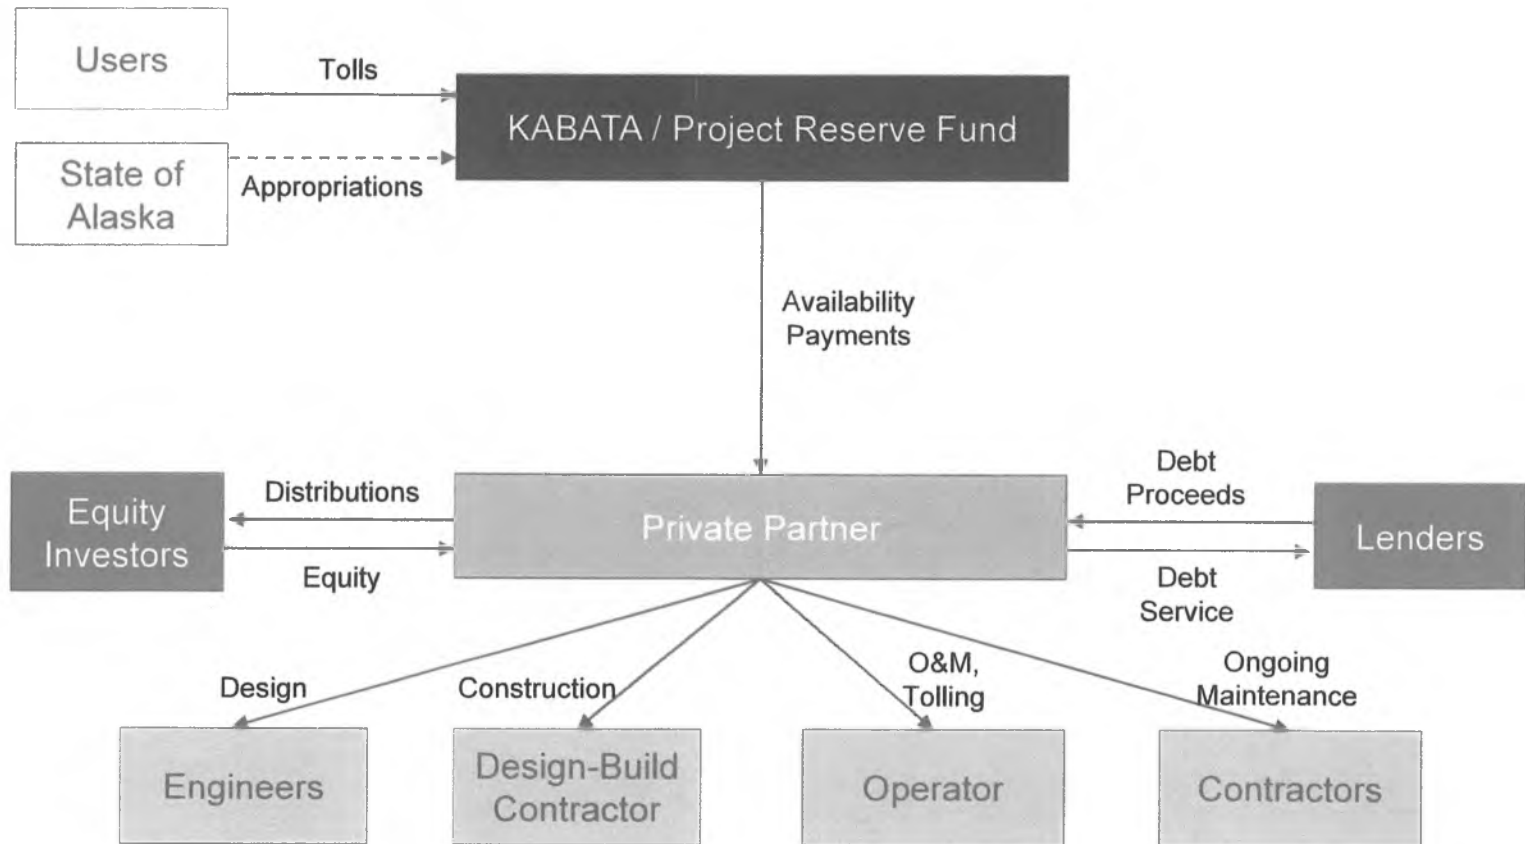 Users
Tolls
KABATA / Project Reserve Fund
State of
Alaska
Appropriations
Availability
Payments
Equity
Investors
Distributions
Equity
Private Partner
Debt
Proceeds
Debt
Service
Lenders
Design
Construction
O&M,
Tolling
Ongoing
Maintenance
Engineers
Design-Build
Contractor
Operator
Contractors